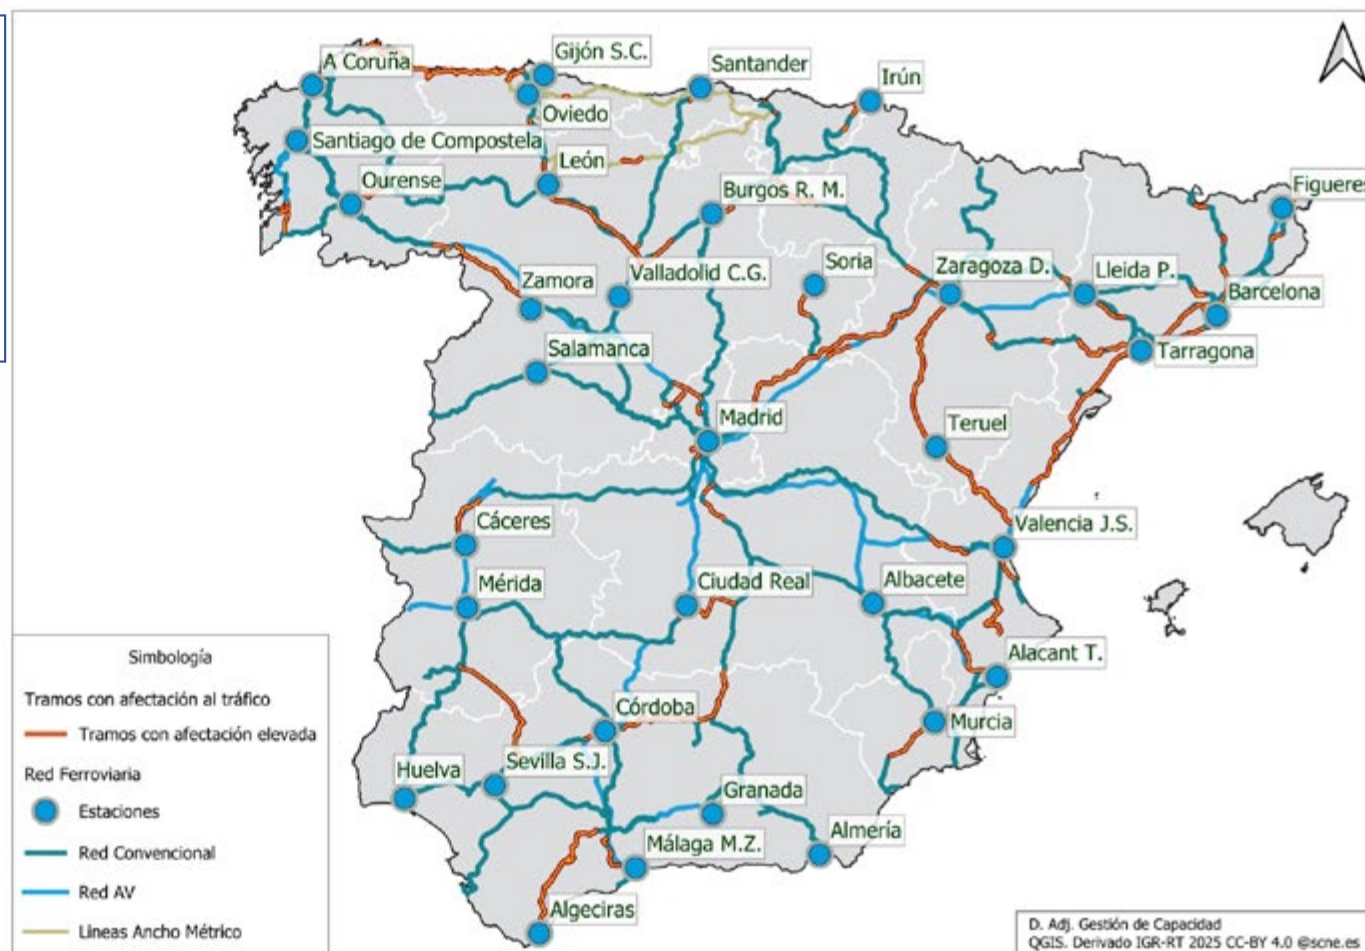 A Coruña
Gijón S.C.
Santander
Irún
Oviedo
Santiago de Compostela
León
Ourense
Burgos R. M.
Figueres
Zamora
Valladolid C.G.
Soria
Zaragoza D.
Lleida P.
Barcelona
Salamanca
Tarragona
Madrid
Teruel
Cáceres
Valencia J.S.
Mérida
Ciudad Real
Albacete
Alacant T.
Córdoba
Murcia
Huelva
Sevilla S.J.
Granada
Almería
Málaga M.Z.
Algeciras
Simbología
Tramos con afectación al tráfico
Tramos con afectación elevada
Red Ferroviaria
Estaciones
Red Convencional
Red AV
Lineas Ancho Métrico
D. Adj. Gestión de Capacidad
QGIS. Derivado IGR-RT 2025 CC-BY 4.0 @scne.es